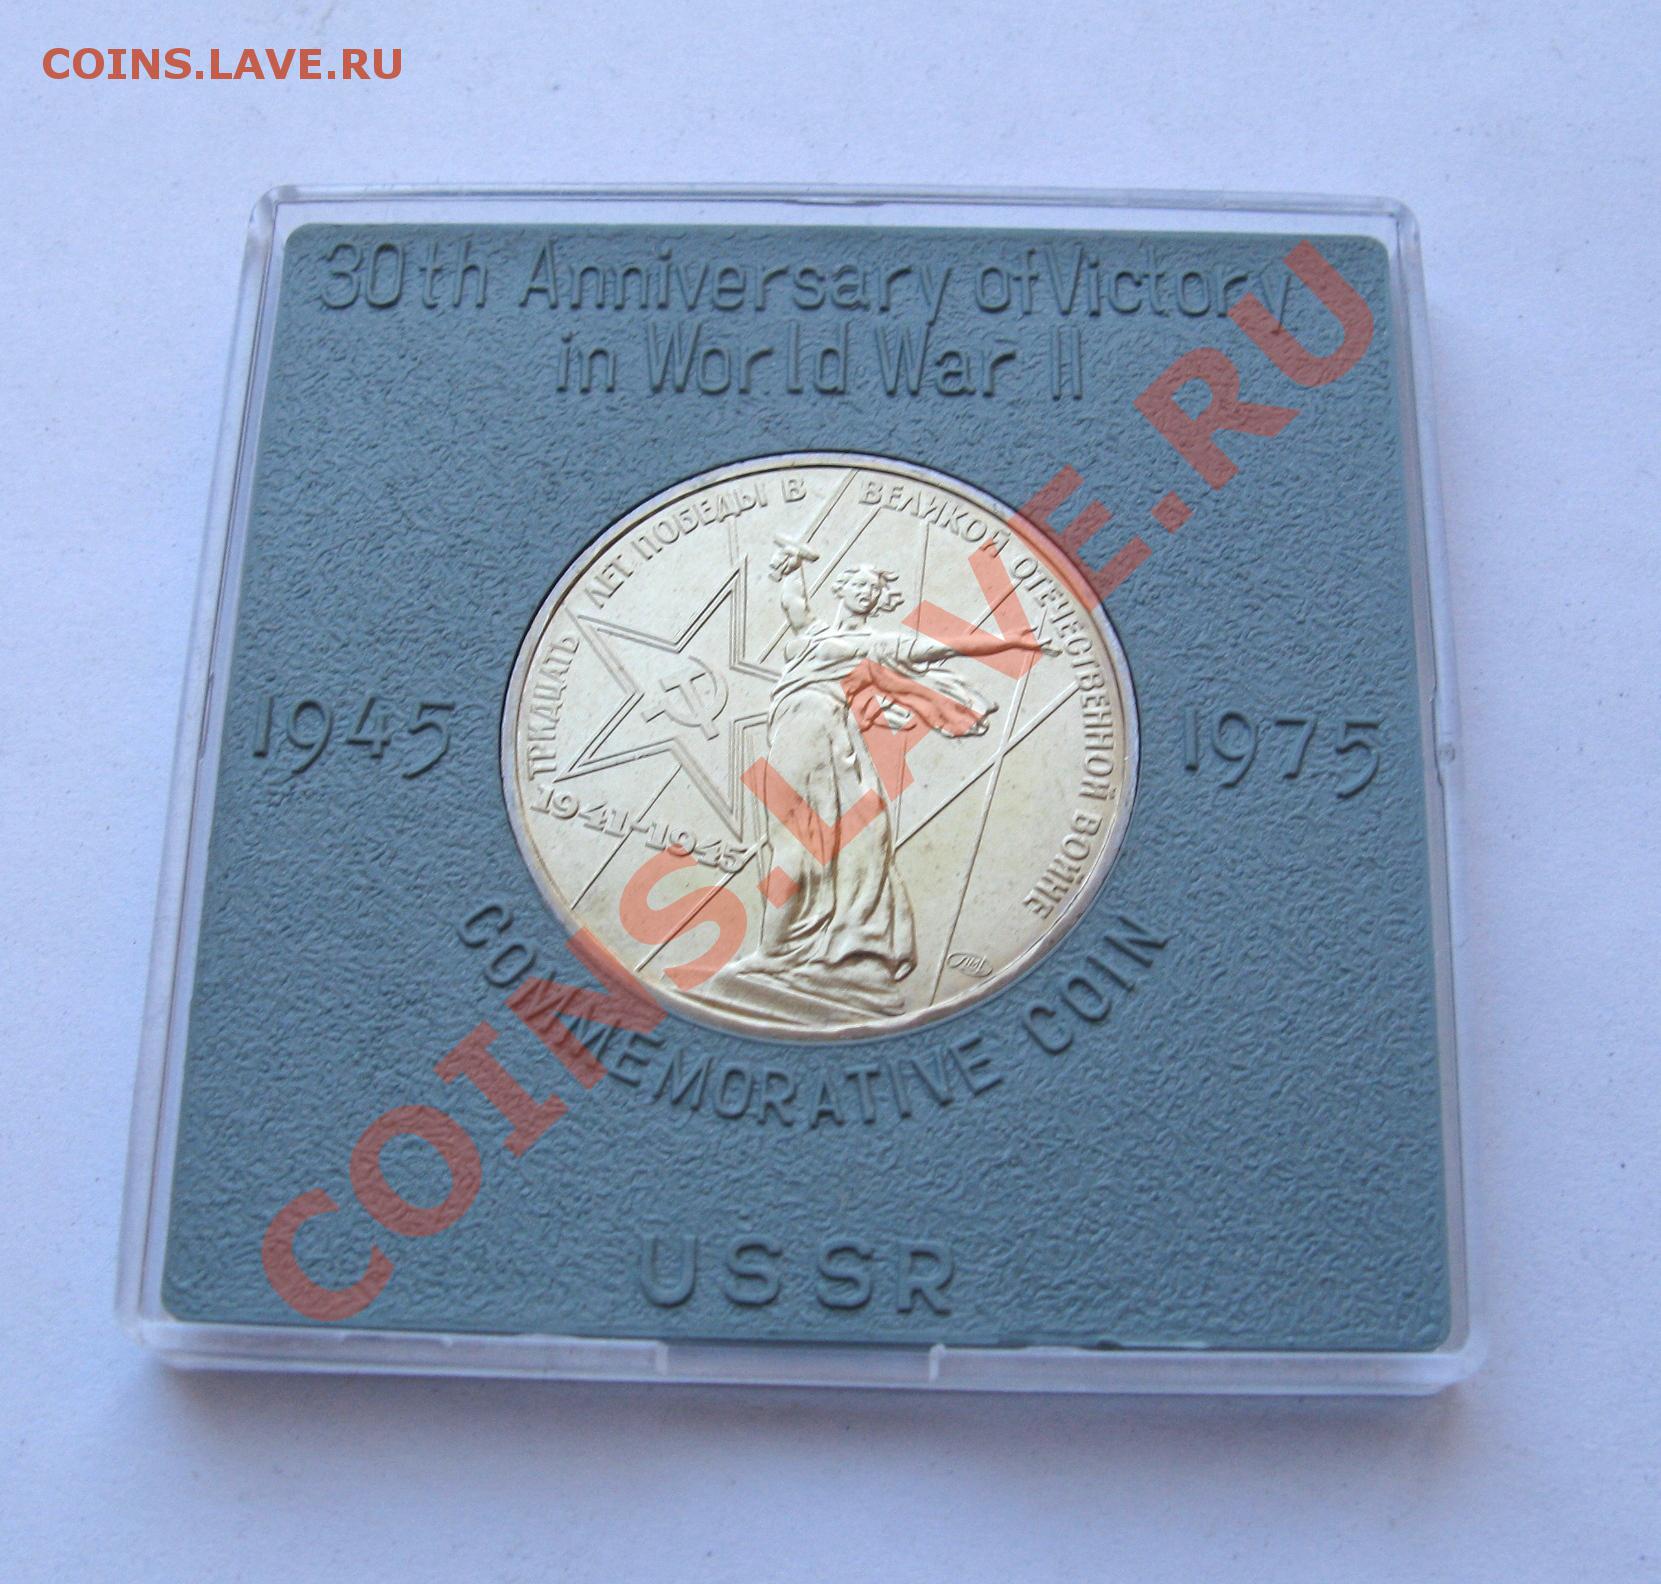 COINS.LAVE.RU
30th Anniversary of Victory
in World War II
ТРИДЦАТЬ ЛЕТ ПОБЕДЫ В ВЕЛИКОЙ ОТЕЧЕСТВЕННОЙ ВОЙНЕ
1945
1975
1941-1945
ЛМД
COMMEMORATIVE COIN
USSR
COINS.LAVE.RU